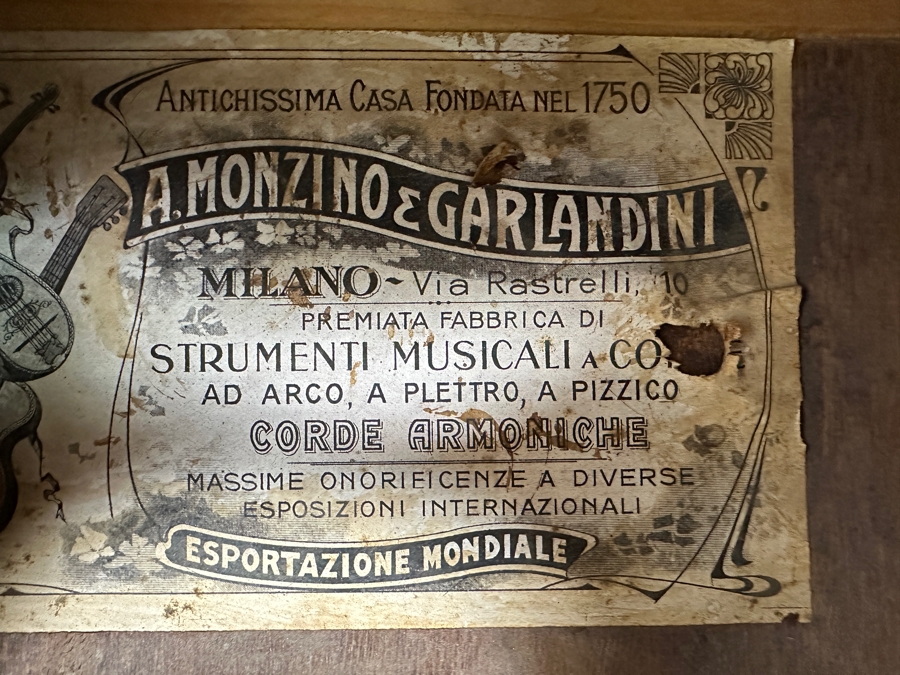 Antichissima Casa Fondata nel 1750
A. MONZINO E GARLANDINI
MILANO - Via Rastrelli, 10
PREMIATA FABBRICA DI
STRUMENTI MUSICALI A
AD ARCO, A PLETTRO, A PIZZICO
CORDE ARMONICHE
MASSIME ONORIFICENZE A DIVERSE
ESPOSIZIONI INTERNAZIONALI
ESPORTAZIONE MONDIALE